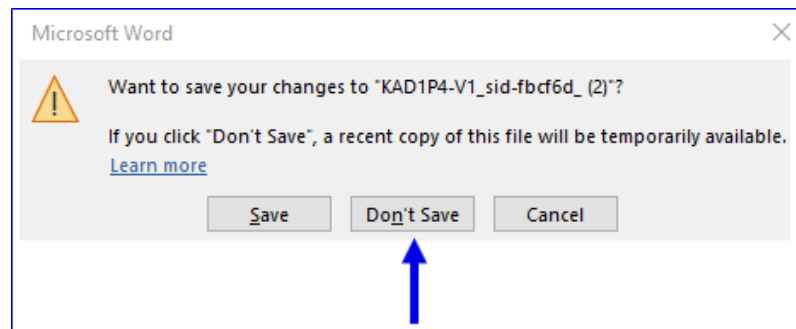 Microsoft Word
Want to save your changes to "KAD1P4-V1_sid-fbcf6d_ (2)"?
If you click "Don't Save", a recent copy of this file will be temporarily available.
Learn more
Save Don't Save Cancel